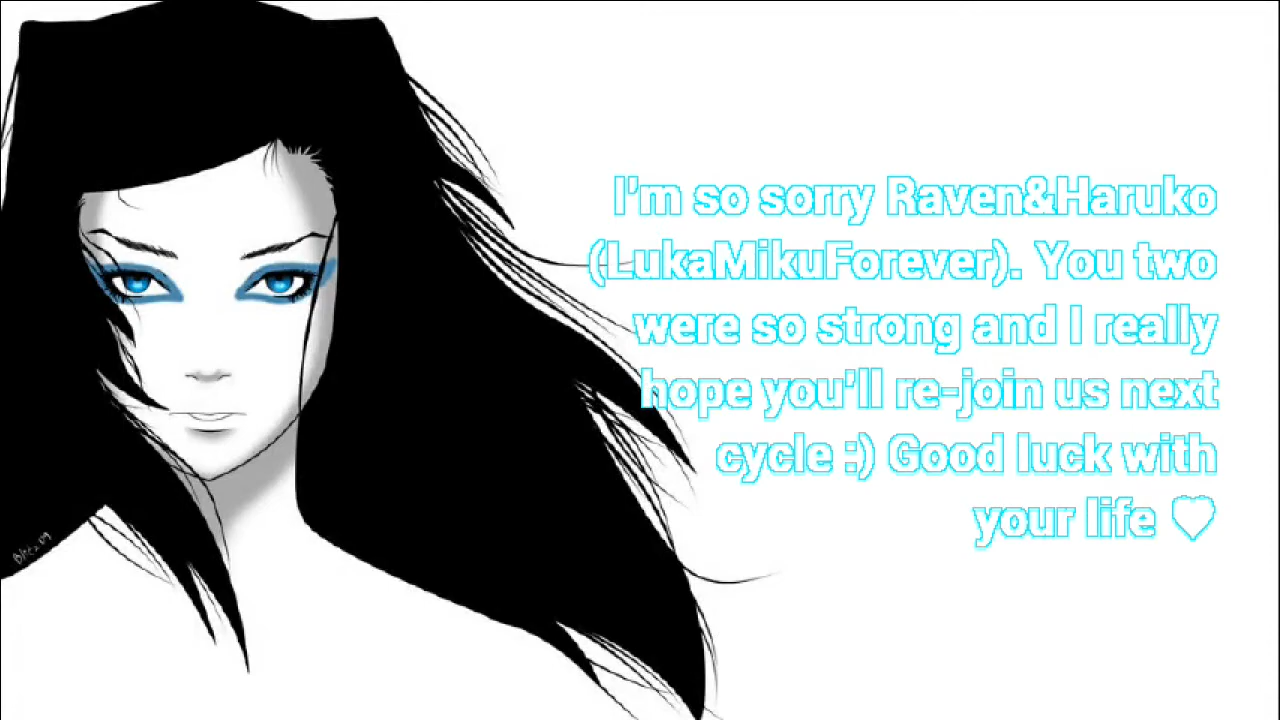 I'm so sorry Raven&Haruko
(LukaMikuForever). You two
were so strong and I really
hope you'll re-join us next
cycle :) Good luck with
your life ♥